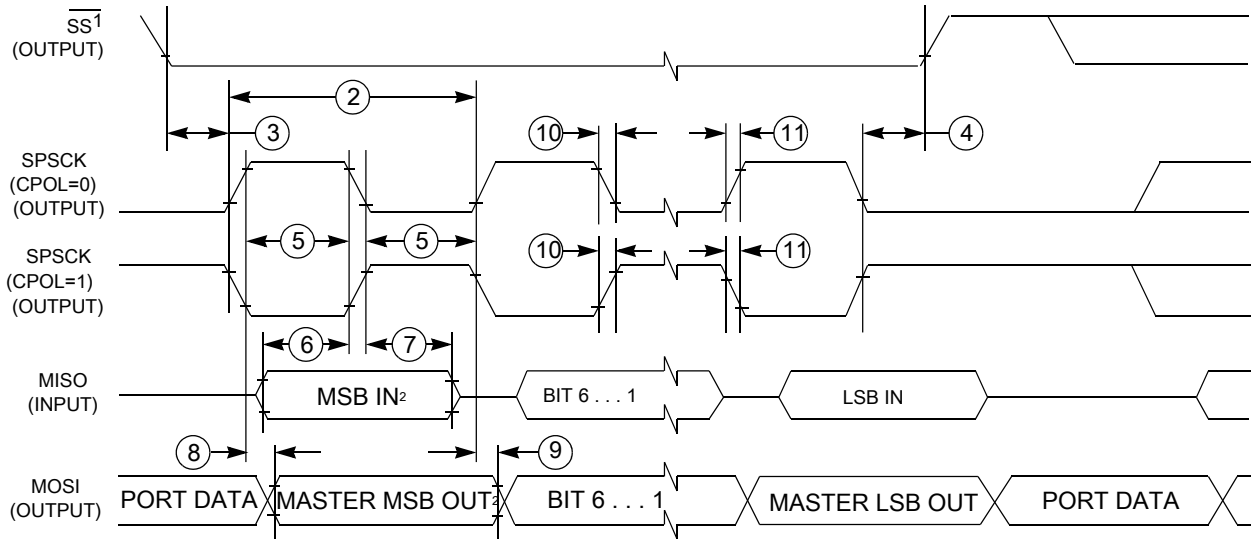 SS1
(OUTPUT)
2
3
10
11
4
SPSCK
(CPOL=0)
(OUTPUT)
5
5
SPSCK
(CPOL=1)
(OUTPUT)
10
11
6
7
MISO
(INPUT)
MSB IN2
BIT 6 . . . 1
LSB IN
8
9
MOSI
(OUTPUT)
PORT DATA
MASTER MSB OUT2
BIT 6 . . . 1
MASTER LSB OUT
PORT DATA